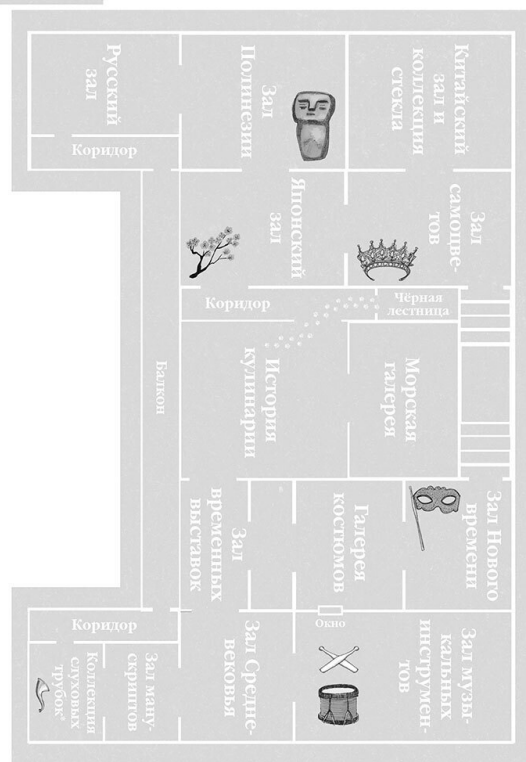 Русский
зал
Коридор
Зал
Полинезии
Китайский
зал и
коллекция
стекла
Японский
зал
Зал
самоцве-
тов
Коридор
Чёрная
лестница
Балкон
История
кулинарии
Морская
галерея
Зал
временных
выставок
Галерея
костюмов
Зал Нового
времени
Окно
Коридор
Коллекция
слуховых
трубок*
Зал ману-
скриптов
Зал Средне-
вековья
Зал музы-
кальных
инструмен-
тов